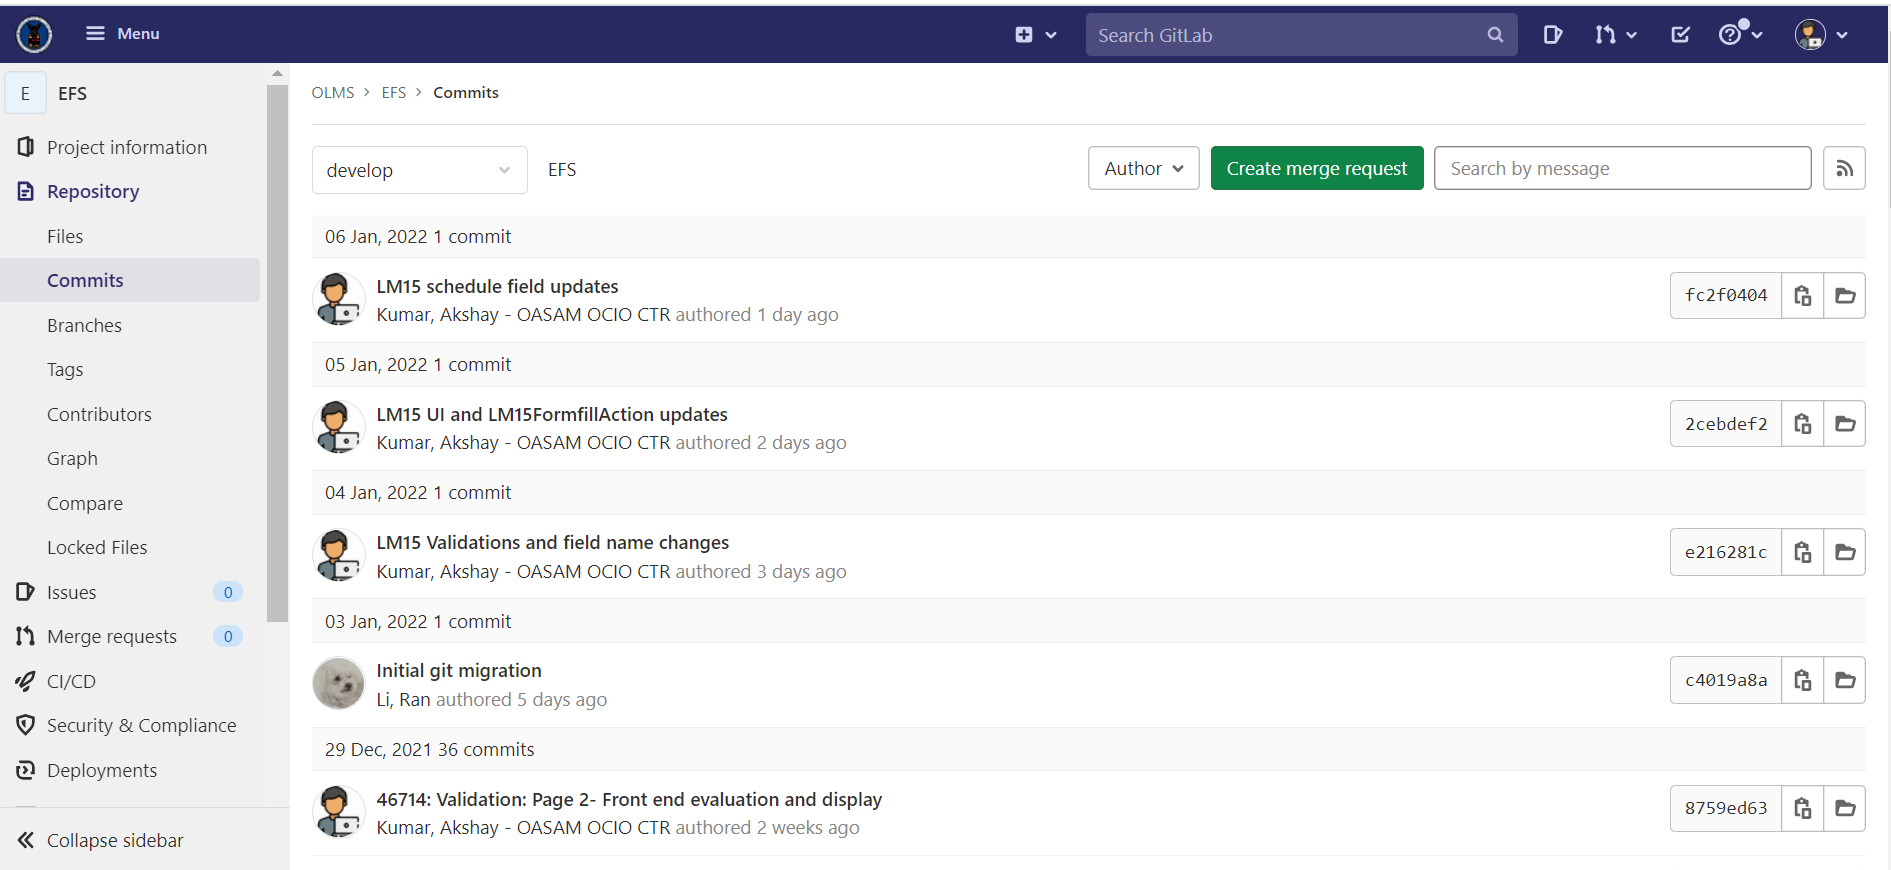 Menu
Search GitLab
E EFS
Project information
Repository
Files
Commits
Branches
Tags
Contributors
Graph
Compare
Locked Files
Issues 0
Merge requests 0
CI/CD
Security & Compliance
Deployments
Collapse sidebar
OLMS > EFS > Commits
develop EFS Author Create merge request Search by message
06 Jan, 2022 1 commit
LM15 schedule field updates
Kumar, Akshay - OASAM OCIO CTR authored 1 day ago
fc2f0404
05 Jan, 2022 1 commit
LM15 UI and LM15FormfillAction updates
Kumar, Akshay - OASAM OCIO CTR authored 2 days ago
2cebdef2
04 Jan, 2022 1 commit
LM15 Validations and field name changes
Kumar, Akshay - OASAM OCIO CTR authored 3 days ago
e216281c
03 Jan, 2022 1 commit
Initial git migration
Li, Ran authored 5 days ago
c4019a8a
29 Dec, 2021 36 commits
46714: Validation: Page 2- Front end evaluation and display
Kumar, Akshay - OASAM OCIO CTR authored 2 weeks ago
8759ed63